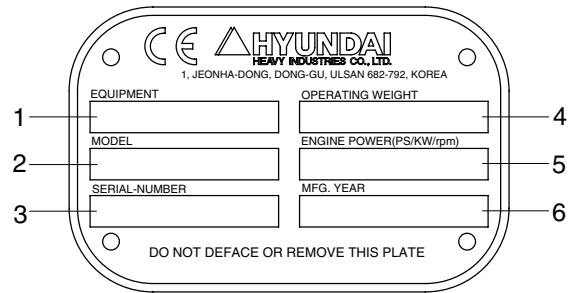 CE HYUNDAI
HEAVY INDUSTRIES CO., LTD.
1, JEONHA-DONG, DONG-GU, ULSAN 682-792, KOREA
EQUIPMENT OPERATING WEIGHT
1 4
MODEL ENGINE POWER(PS/KW/rpm)
2 5
SERIAL-NUMBER MFG. YEAR
3 6
DO NOT DEFACE OR REMOVE THIS PLATE